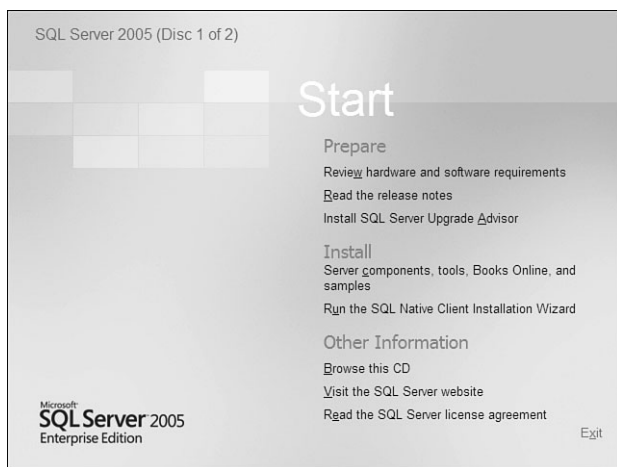 SQL Server 2005 (Disc 1 of 2)
Start
Prepare
Review hardware and software requirements
Read the release notes
Install SQL Server Upgrade Advisor
Install
Server components, tools, Books Online, and
samples
Run the SQL Native Client Installation Wizard
Other Information
Browse this CD
Visit the SQL Server website
Read the SQL Server license agreement
Exit
Microsoft
SQL Server 2005
Enterprise Edition